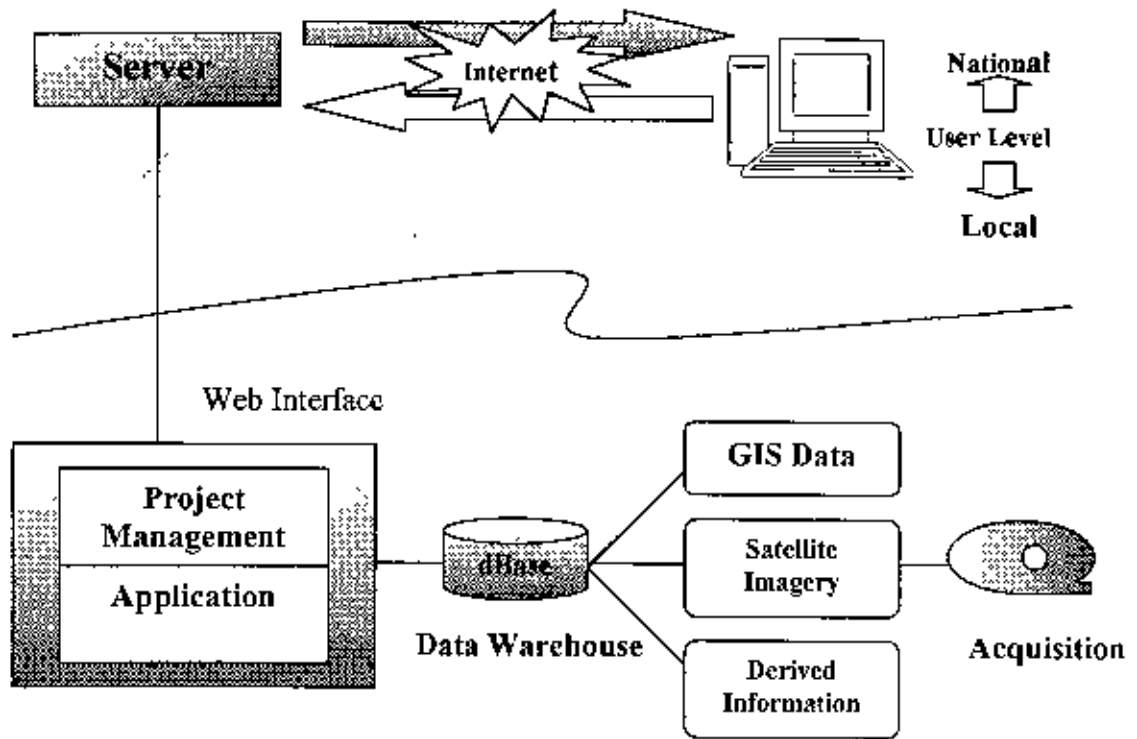 Server
Internet
National
User Level
Local
Web Interface
Project
Management
Application
dBase
Data Warehouse
GIS Data
Satellite
Imagery
Derived
Information
Acquisition